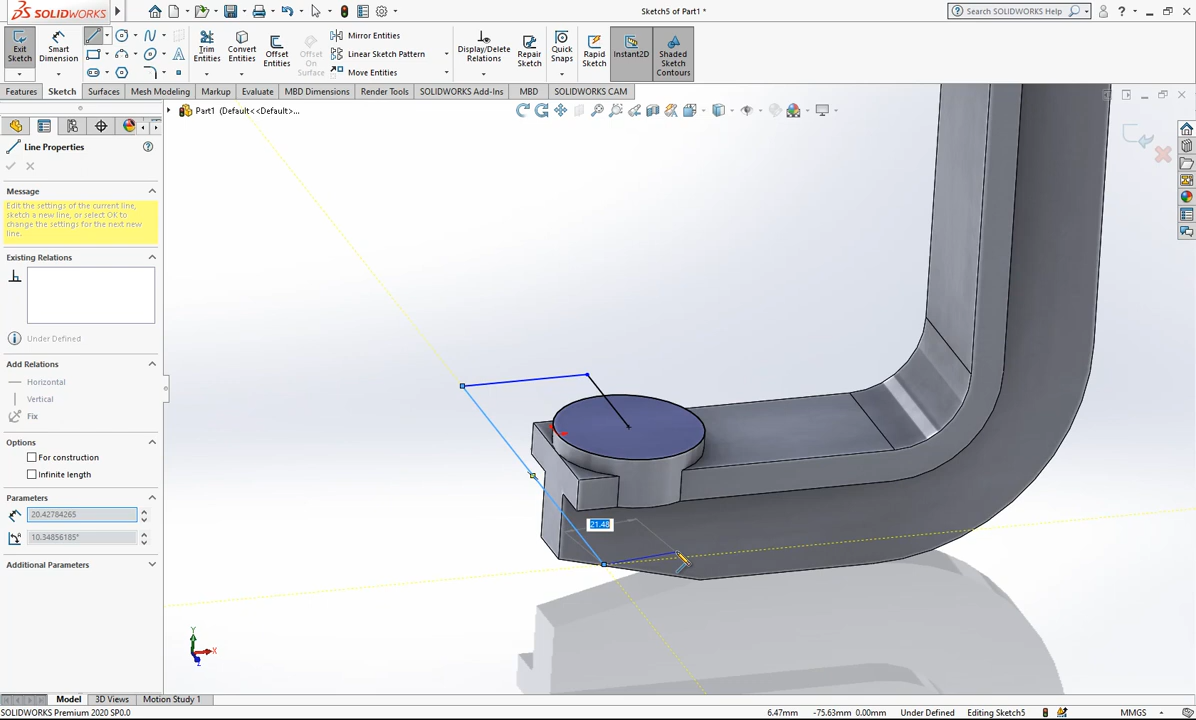 SOLIDWORKS
Sketch5 of Part1 *
Search SOLIDWORKS Help
Exit Sketch
Smart Dimension
Trim Entities
Convert Entities
Offset Entities
Offset On Surface
Mirror Entities
Linear Sketch Pattern
Move Entities
Display/Delete Relations
Repair Sketch
Quick Snaps
Rapid Sketch
Instant2D
Shaded Sketch Contours
Features
Sketch
Surfaces
Mesh Modeling
Markup
Evaluate
MBD Dimensions
Render Tools
SOLIDWORKS Add-Ins
MBD
SOLIDWORKS CAM
Part1 (Default<<Default>...
Line Properties
Message
Edit the settings of the current line,
sketch a new line, or select OK to
change the settings for the next new
line.
Existing Relations
Under Defined
Add Relations
Horizontal
Vertical
Fix
Options
For construction
Infinite length
Parameters
20.42784265
10.34856185°
Additional Parameters
21.48
Y
X
Z
Model
3D Views
Motion Study 1
SOLIDWORKS Premium 2020 SP0.0
6.47mm
-75.63mm
0.00mm
Under Defined
Editing Sketch5
MMGS